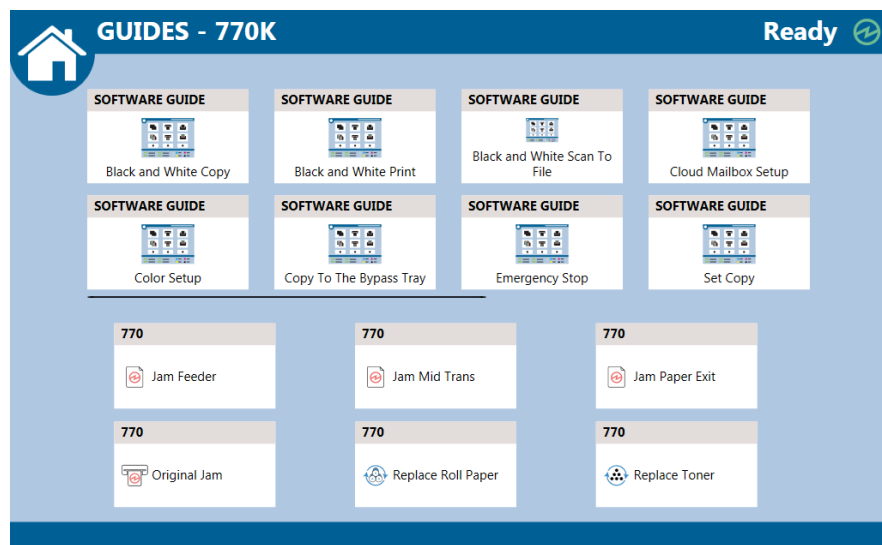 GUIDES - 770K
Ready
SOFTWARE GUIDE
Black and White Copy
SOFTWARE GUIDE
Black and White Print
SOFTWARE GUIDE
Black and White Scan To
File
SOFTWARE GUIDE
Cloud Mailbox Setup
SOFTWARE GUIDE
Color Setup
SOFTWARE GUIDE
Copy To The Bypass Tray
SOFTWARE GUIDE
Emergency Stop
SOFTWARE GUIDE
Set Copy
770
Jam Feeder
770
Jam Mid Trans
770
Jam Paper Exit
770
Original Jam
770
Replace Roll Paper
770
Replace Toner